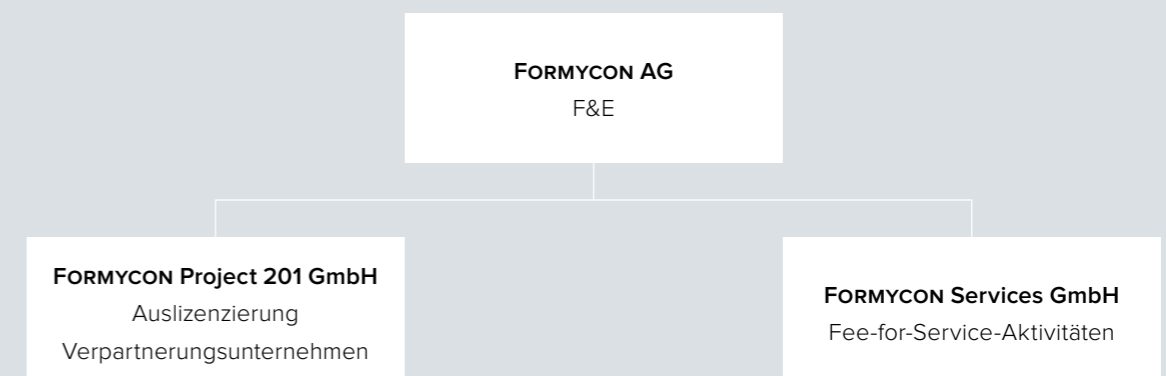 FORMYCON AG
F&E
FORMYCON Project 201 GmbH
Auslizenzierung
Verpartnerungsunternehmen
FORMYCON Services GmbH
Fee-for-Service-Aktivitäten